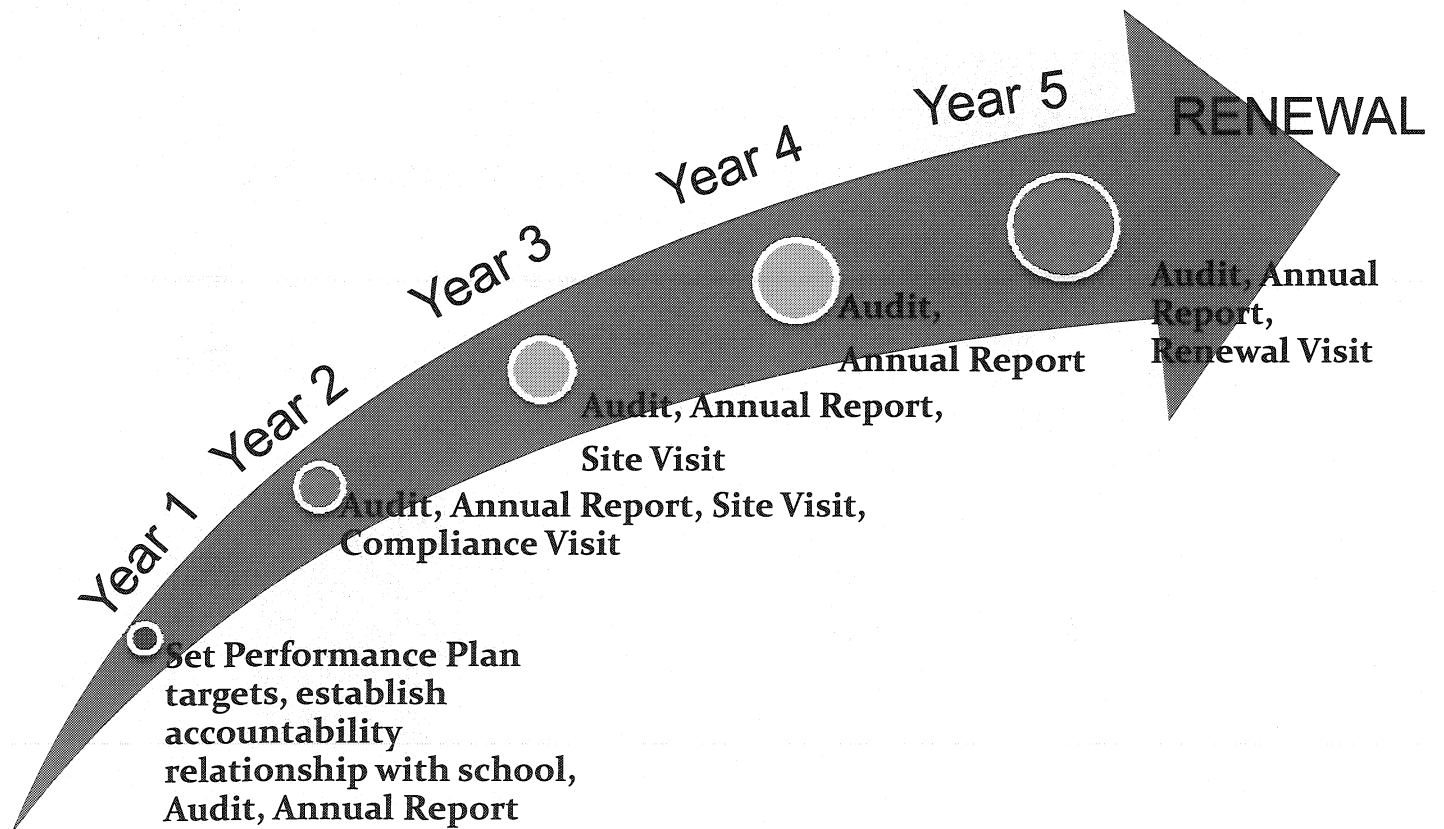 Year 1
Set Performance Plan
targets, establish
accountability
relationship with school,
Audit, Annual Report
Year 2
Audit, Annual Report, Site Visit,
Compliance Visit
Year 3
Audit, Annual Report,
Site Visit
Year 4
Audit,
Annual Report
Year 5
Audit, Annual
Report,
Renewal Visit
RENEWAL